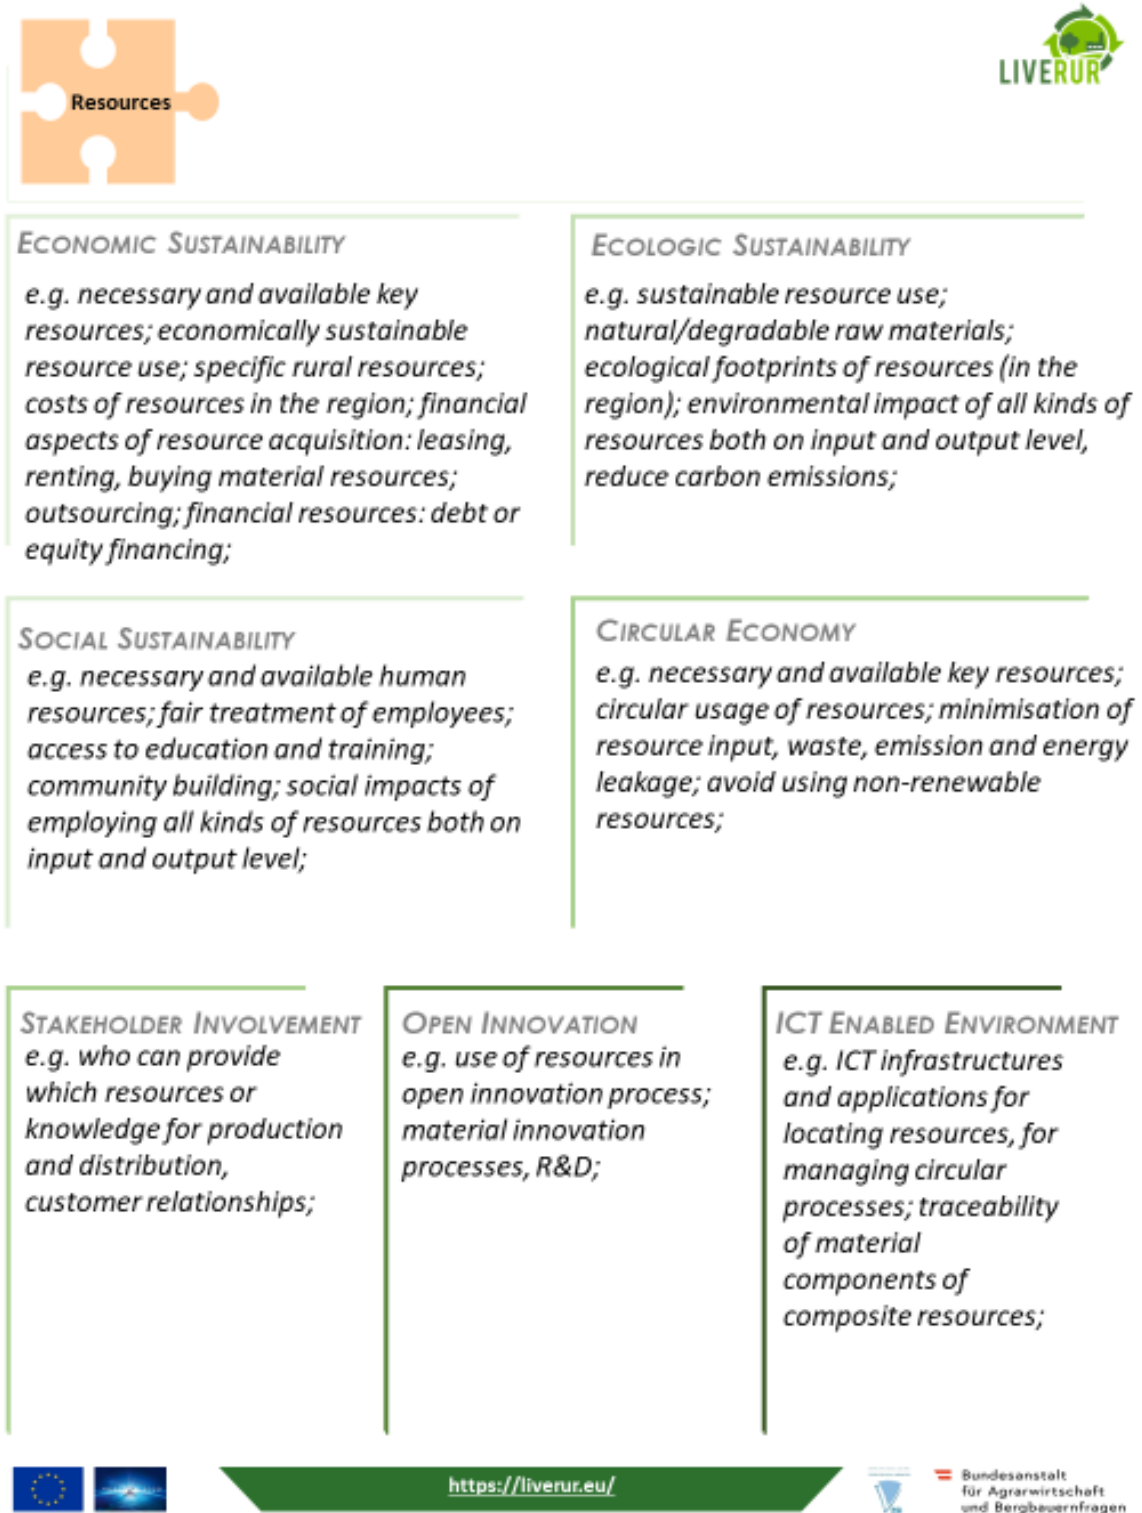 Resources
LIVERUR
ECONOMIC SUSTAINABILITY
e.g. necessary and available key
resources; economically sustainable
resource use; specific rural resources;
costs of resources in the region; financial
aspects of resource acquisition: leasing,
renting, buying material resources;
outsourcing; financial resources: debt or
equity financing;
ECOLOGIC SUSTAINABILITY
e.g. sustainable resource use;
natural/degradable raw materials;
ecological footprints of resources (in the
region); environmental impact of all kinds of
resources both on input and output level,
reduce carbon emissions;
SOCIAL SUSTAINABILITY
e.g. necessary and available human
resources; fair treatment of employees;
access to education and training;
community building; social impacts of
employing all kinds of resources both on
input and output level;
CIRCULAR ECONOMY
e.g. necessary and available key resources;
circular usage of resources; minimisation of
resource input, waste, emission and energy
leakage; avoid using non-renewable
resources;
STAKEHOLDER INVOLVEMENT
e.g. who can provide
which resources or
knowledge for production
and distribution,
customer relationships;
OPEN INNOVATION
e.g. use of resources in
open innovation process;
material innovation
processes, R&D;
ICT ENABLED ENVIRONMENT
e.g. ICT infrastructures
and applications for
locating resources, for
managing circular
processes; traceability
of material
components of
composite resources;
https://liverur.eu/
Bundesanstalt
für Agrarwirtschaft
und Bergbauernfragen